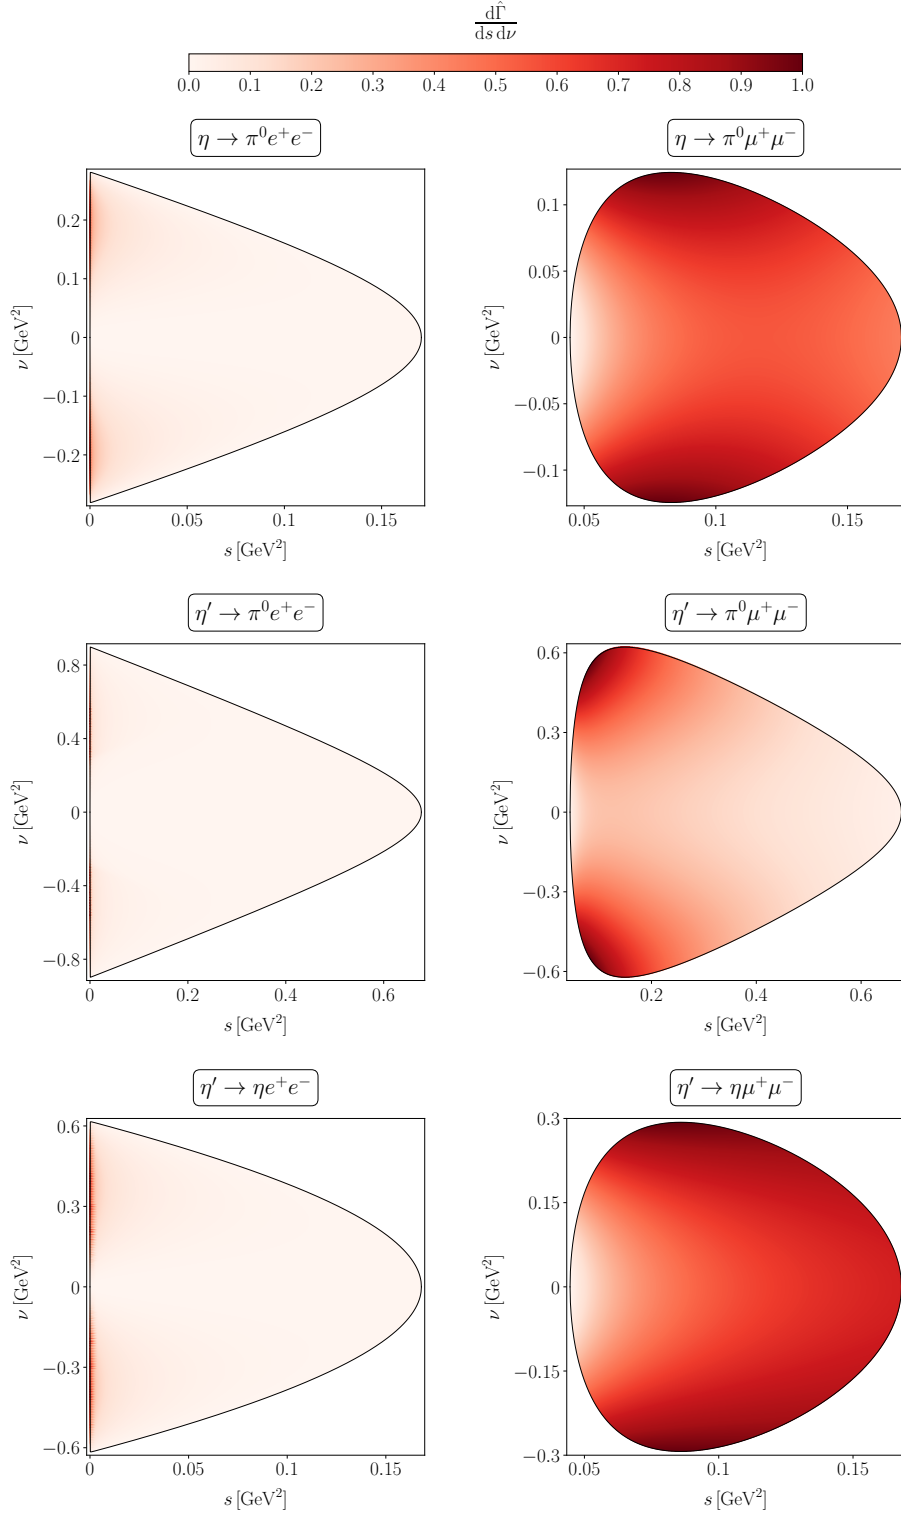 dΓ̂
ds dν
0.0 0.1 0.2 0.3 0.4 0.5 0.6 0.7 0.8 0.9 1.0
η → π⁰e⁺e⁻
ν [GeV²]
0.2
0.1
0
−0.1
−0.2
0 0.05 0.1 0.15
s [GeV²]
η → π⁰μ⁺μ⁻
ν [GeV²]
0.1
0.05
0
−0.05
−0.1
0.05 0.1 0.15
s [GeV²]
η′ → π⁰e⁺e⁻
ν [GeV²]
0.8
0.4
0
−0.4
−0.8
0 0.2 0.4 0.6
s [GeV²]
η′ → π⁰μ⁺μ⁻
ν [GeV²]
0.6
0.3
0
−0.3
−0.6
0.2 0.4 0.6
s [GeV²]
η′ → ηe⁺e⁻
ν [GeV²]
0.6
0.3
0
−0.3
−0.6
0 0.05 0.1 0.15
s [GeV²]
η′ → ημ⁺μ⁻
ν [GeV²]
0.3
0.15
0
−0.15
−0.3
0.05 0.1 0.15
s [GeV²]